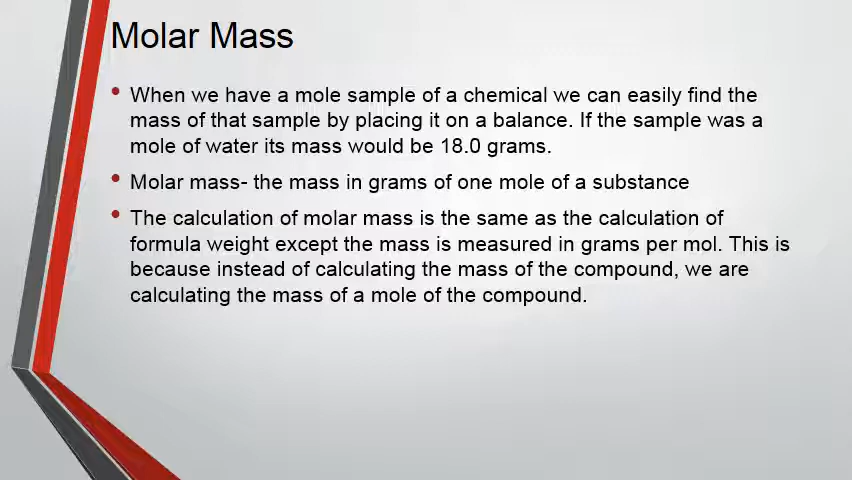 Molar Mass
• When we have a mole sample of a chemical we can easily find the
mass of that sample by placing it on a balance. If the sample was a
mole of water its mass would be 18.0 grams.
• Molar mass- the mass in grams of one mole of a substance
• The calculation of molar mass is the same as the calculation of
formula weight except the mass is measured in grams per mol. This is
because instead of calculating the mass of the compound, we are
calculating the mass of a mole of the compound.